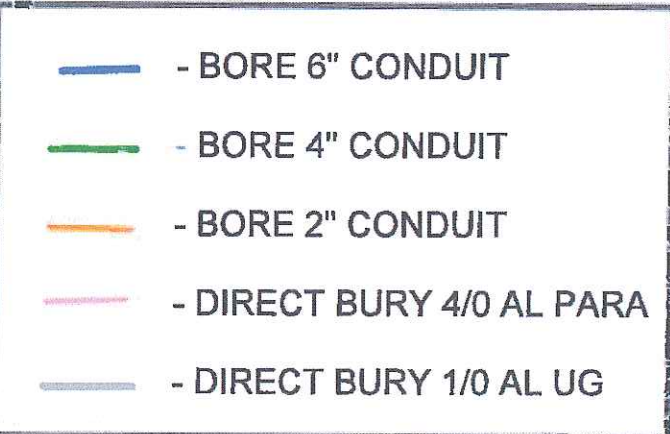 - BORE 6" CONDUIT
- BORE 4" CONDUIT
- BORE 2" CONDUIT
- DIRECT BURY 4/0 AL PARA
- DIRECT BURY 1/0 AL UG